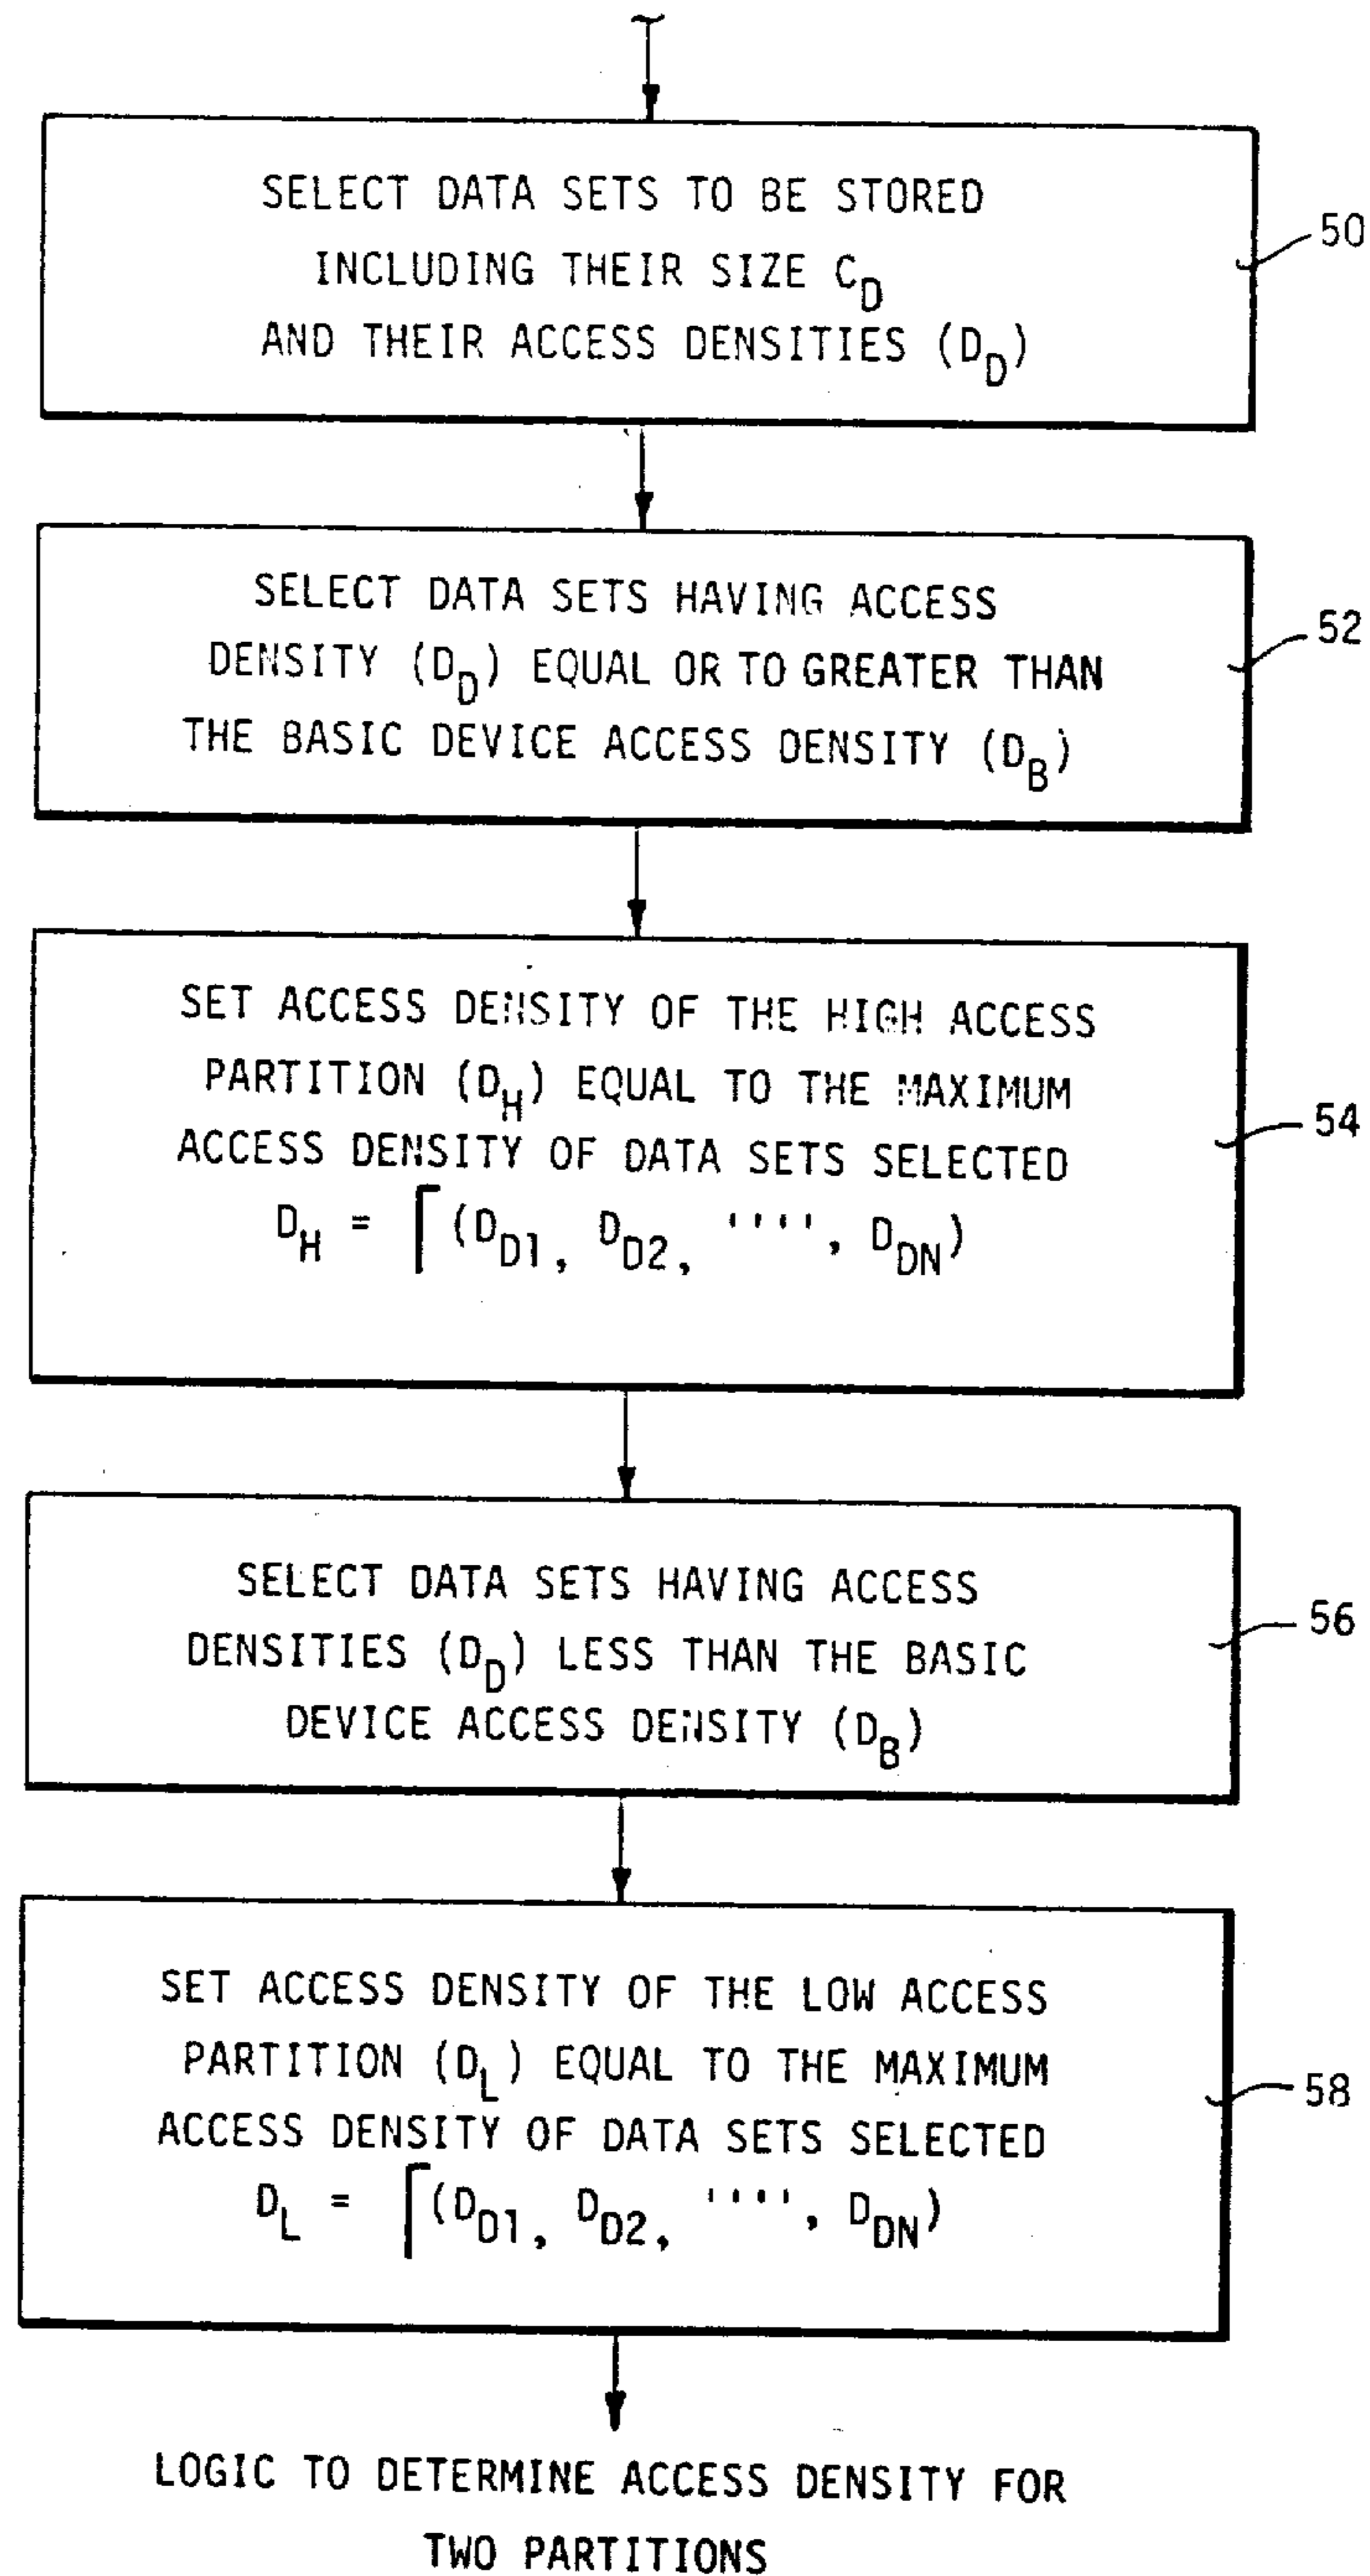 SELECT DATA SETS TO BE STORED
INCLUDING THEIR SIZE C_D
AND THEIR ACCESS DENSITIES (D_D)
50
SELECT DATA SETS HAVING ACCESS
DENSITY (D_D) EQUAL OR TO GREATER THAN
THE BASIC DEVICE ACCESS DENSITY (D_B)
52
SET ACCESS DENSITY OF THE HIGH ACCESS
PARTITION (D_H) EQUAL TO THE MAXIMUM
ACCESS DENSITY OF DATA SETS SELECTED
D_H = ⌈(D_D1, D_D2, '''', D_DN)
54
SELECT DATA SETS HAVING ACCESS
DENSITIES (D_D) LESS THAN THE BASIC
DEVICE ACCESS DENSITY (D_B)
56
SET ACCESS DENSITY OF THE LOW ACCESS
PARTITION (D_L) EQUAL TO THE MAXIMUM
ACCESS DENSITY OF DATA SETS SELECTED
D_L = ⌈(D_D1, D_D2, '''', D_DN)
58
LOGIC TO DETERMINE ACCESS DENSITY FOR
TWO PARTITIONS